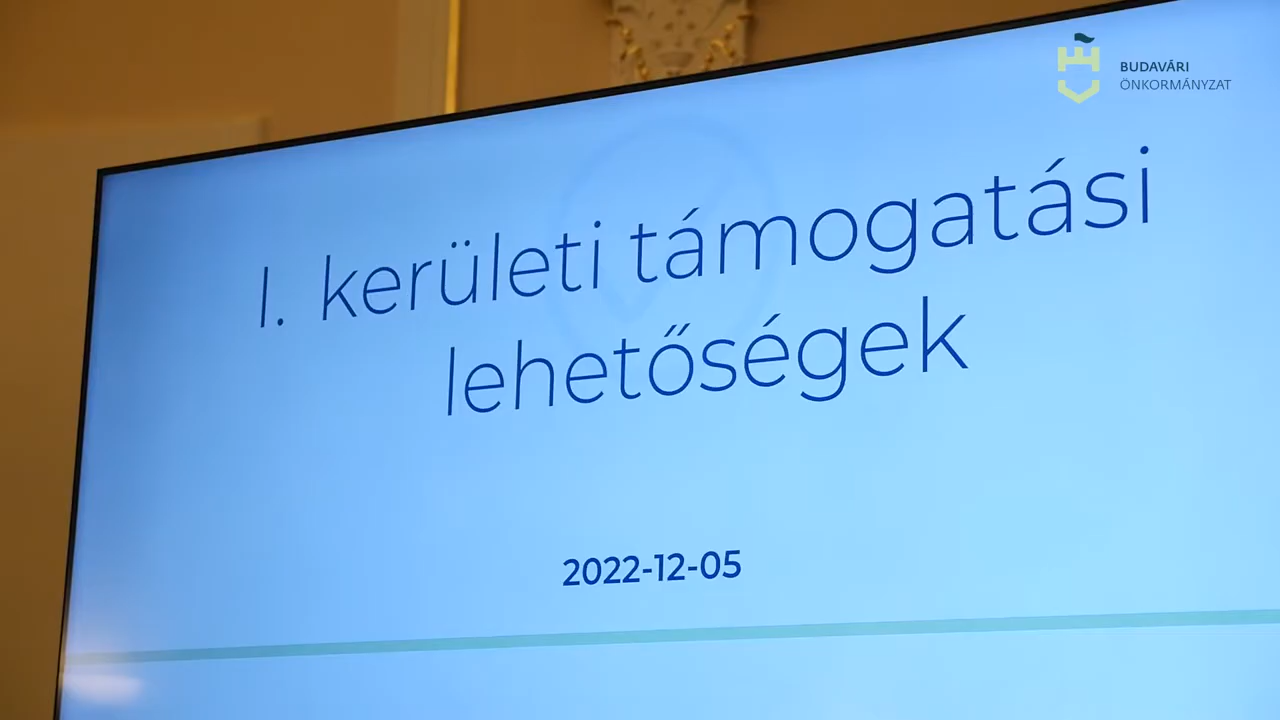 BUDAVÁRI
ÖNKORMÁNYZAT
I. kerületi támogatási
lehetőségek
2022-12-05